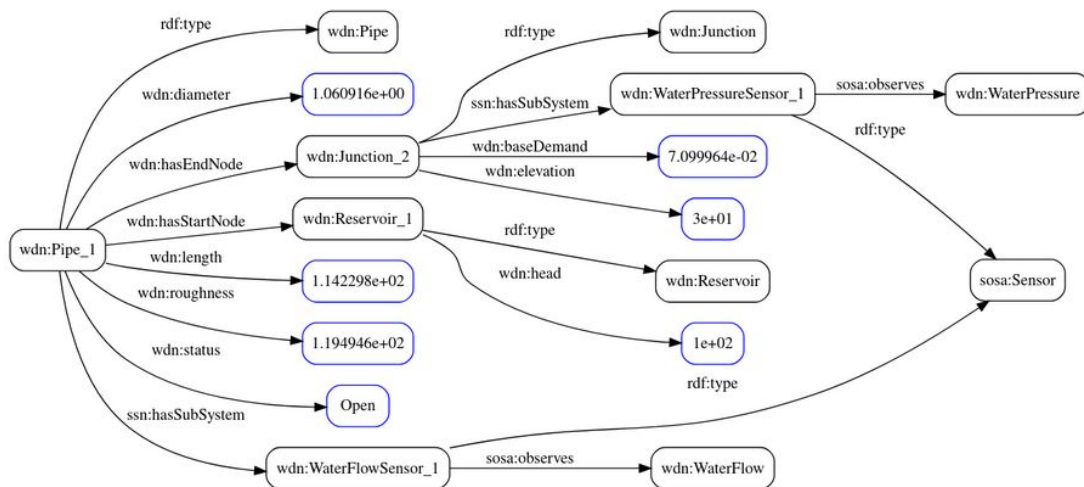 rdf:type
wdn:Pipe
rdf:type
wdn:Junction
wdn:diameter
1.060916e+00
ssn:hasSubSystem
wdn:WaterPressureSensor_1
sosa:observes
wdn:WaterPressure
rdf:type
wdn:hasEndNode
wdn:Junction_2
wdn:baseDemand
7.099964e-02
wdn:elevation
3e+01
wdn:hasStartNode
wdn:Reservoir_1
rdf:type
wdn:Pipe_1
wdn:length
1.142298e+02
wdn:head
wdn:Reservoir
sosa:Sensor
wdn:roughness
1.194946e+02
1e+02
wdn:status
Open
rdf:type
ssn:hasSubSystem
wdn:WaterFlowSensor_1
sosa:observes
wdn:WaterFlow